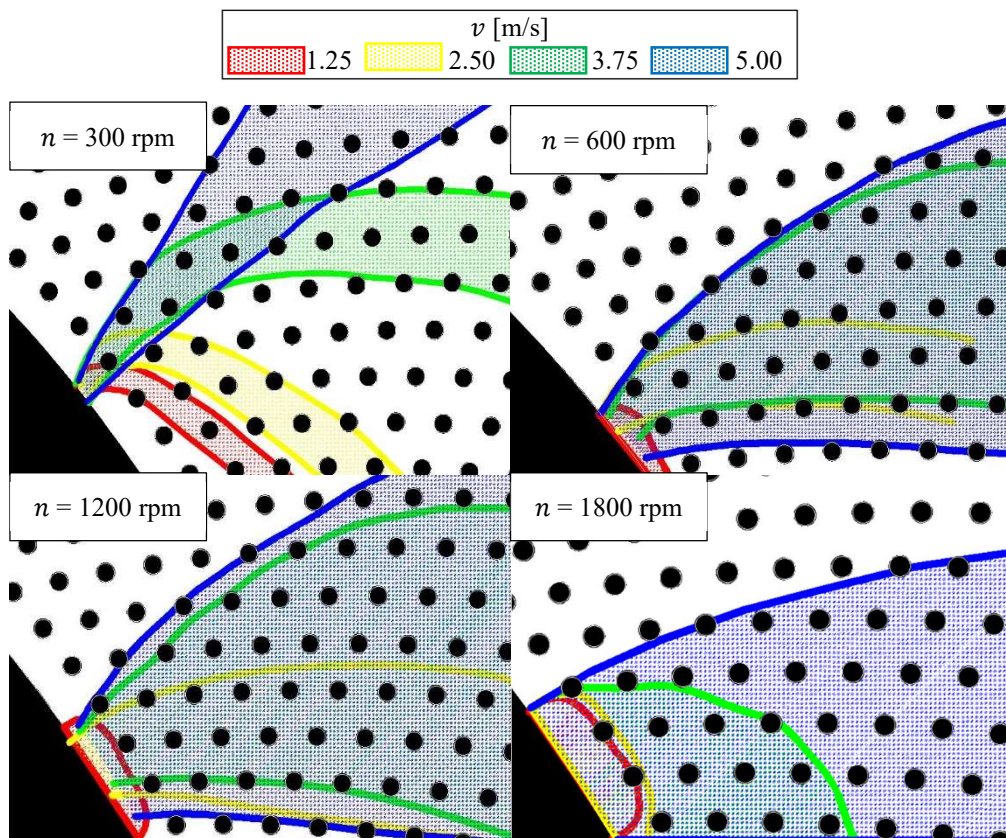 v [m/s]
1.25 2.50 3.75 5.00
n = 300 rpm
n = 600 rpm
n = 1200 rpm
n = 1800 rpm